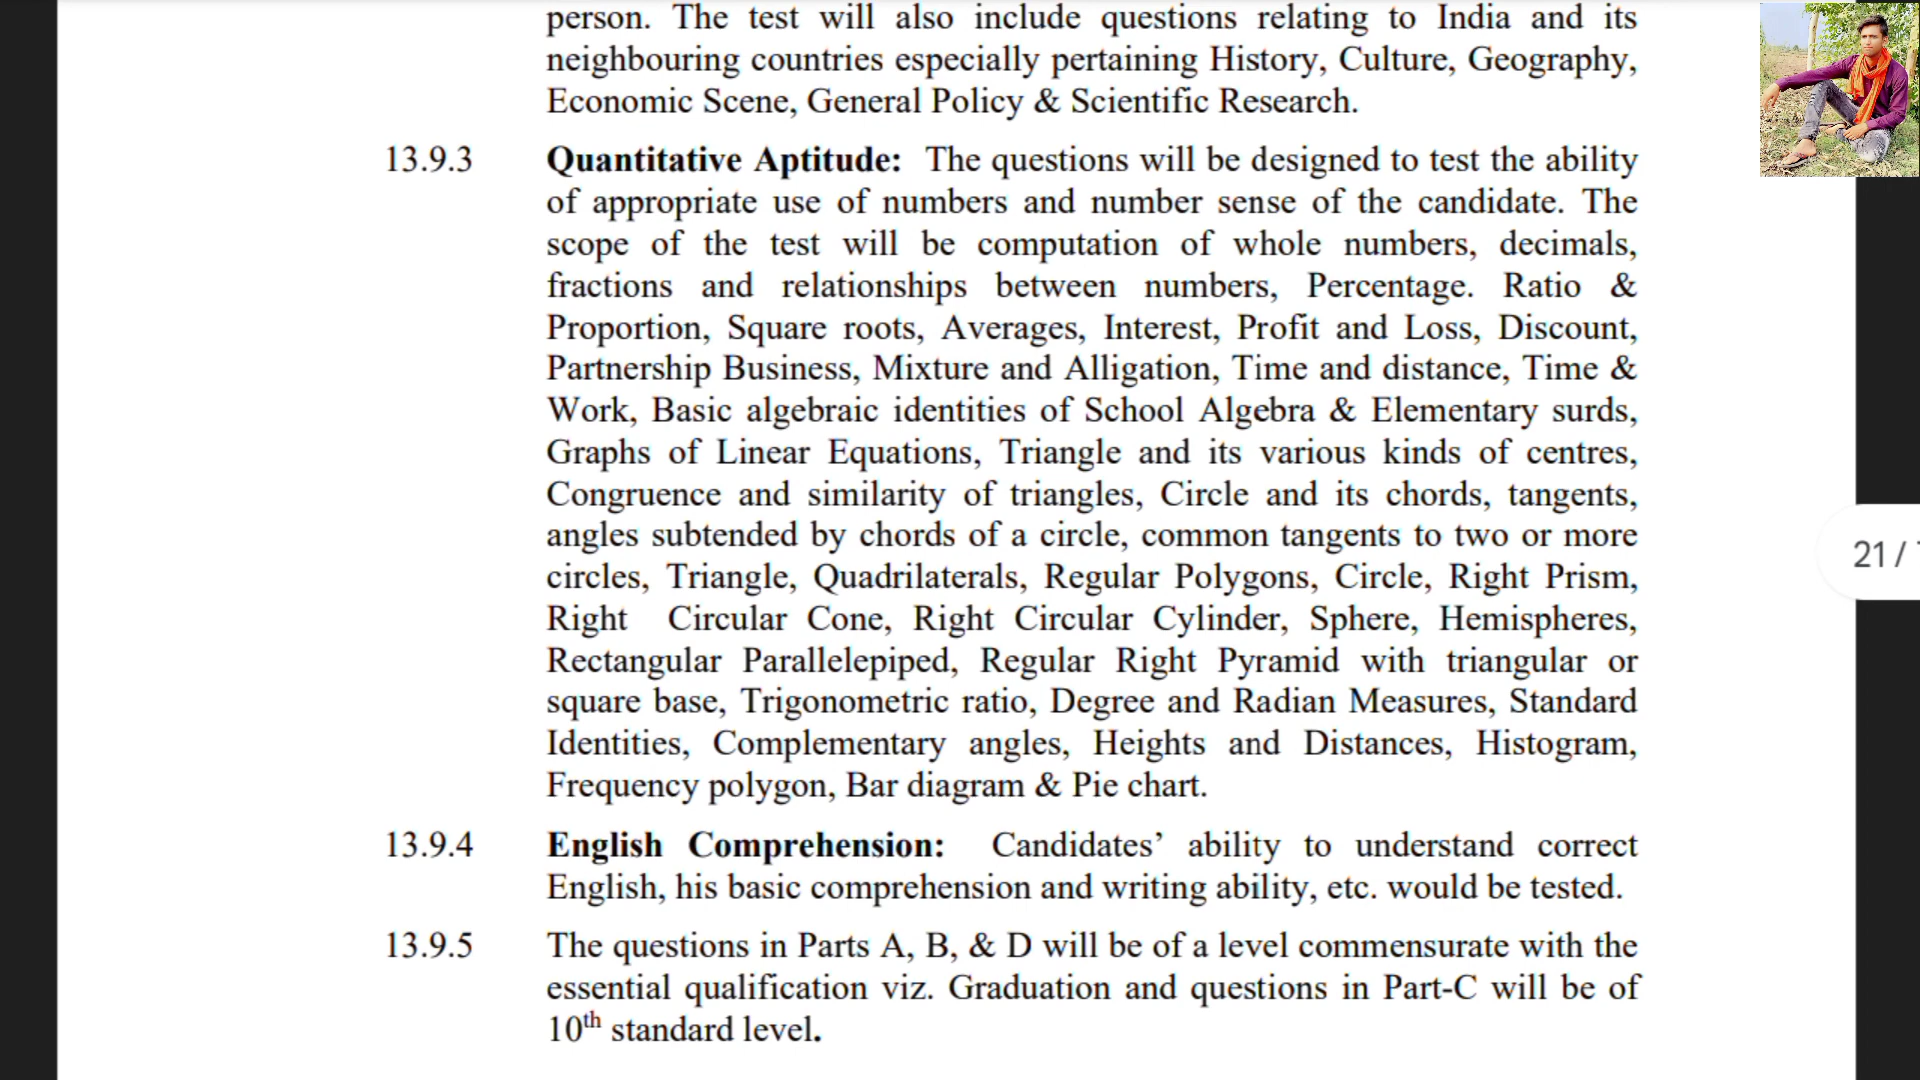 person. The test will also include questions relating to India and its
neighbouring countries especially pertaining History, Culture, Geography,
Economic Scene, General Policy & Scientific Research.
13.9.3 Quantitative Aptitude: The questions will be designed to test the ability
of appropriate use of numbers and number sense of the candidate. The
scope of the test will be computation of whole numbers, decimals,
fractions and relationships between numbers, Percentage. Ratio &
Proportion, Square roots, Averages, Interest, Profit and Loss, Discount,
Partnership Business, Mixture and Alligation, Time and distance, Time &
Work, Basic algebraic identities of School Algebra & Elementary surds,
Graphs of Linear Equations, Triangle and its various kinds of centres,
Congruence and similarity of triangles, Circle and its chords, tangents,
angles subtended by chords of a circle, common tangents to two or more
circles, Triangle, Quadrilaterals, Regular Polygons, Circle, Right Prism,
Right Circular Cone, Right Circular Cylinder, Sphere, Hemispheres,
Rectangular Parallelepiped, Regular Right Pyramid with triangular or
square base, Trigonometric ratio, Degree and Radian Measures, Standard
Identities, Complementary angles, Heights and Distances, Histogram,
Frequency polygon, Bar diagram & Pie chart.
13.9.4 English Comprehension: Candidates’ ability to understand correct
English, his basic comprehension and writing ability, etc. would be tested.
13.9.5 The questions in Parts A, B, & D will be of a level commensurate with the
essential qualification viz. Graduation and questions in Part-C will be of
10th standard level.
21 /